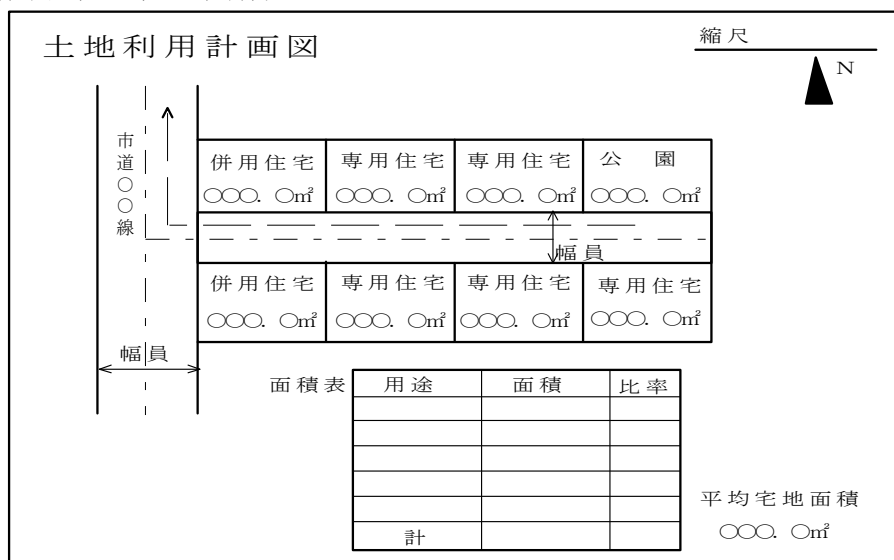 土地利用計画図
縮尺
N
市道○○線
併用住宅
○○○.○㎡
専用住宅
○○○.○㎡
専用住宅
○○○.○㎡
公園
○○○.○㎡
幅員
併用住宅
○○○.○㎡
専用住宅
○○○.○㎡
専用住宅
○○○.○㎡
専用住宅
○○○.○㎡
幅員
面積表
用途 面積 比率
計
平均宅地面積
○○○.○㎡